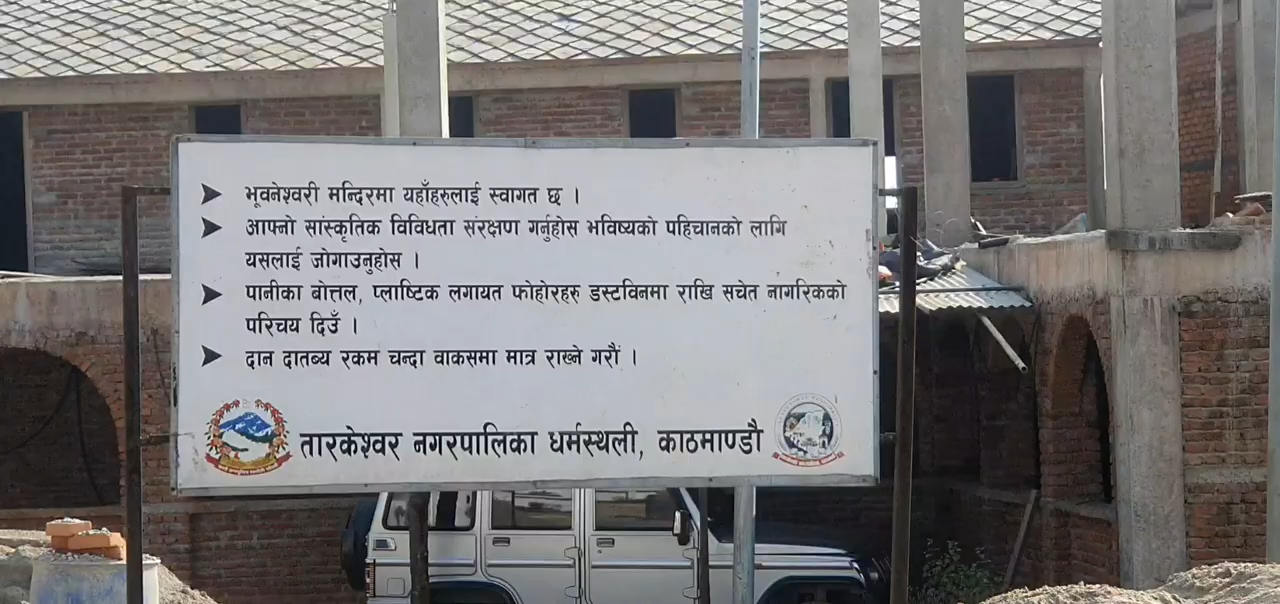 भूवनेश्वरी मन्दिरमा यहाँहरुलाई स्वागत छ ।
आफ्नो सांस्कृतिक विविधता संरक्षण गर्नुहोस भविष्यको पहिचानको लागि
यसलाई जोगाउनुहोस ।
पानीका बोत्तल, प्लाष्टिक लगायत फोहोरहरु डस्टविनमा राखि सचेत नागरिकको
परिचय दिउँ ।
दान दातब्य रकम चन्दा वाकसमा मात्र राख्ने गरौं ।
तारकेश्वर नगरपालिका धर्मस्थली, काठमाण्डौ